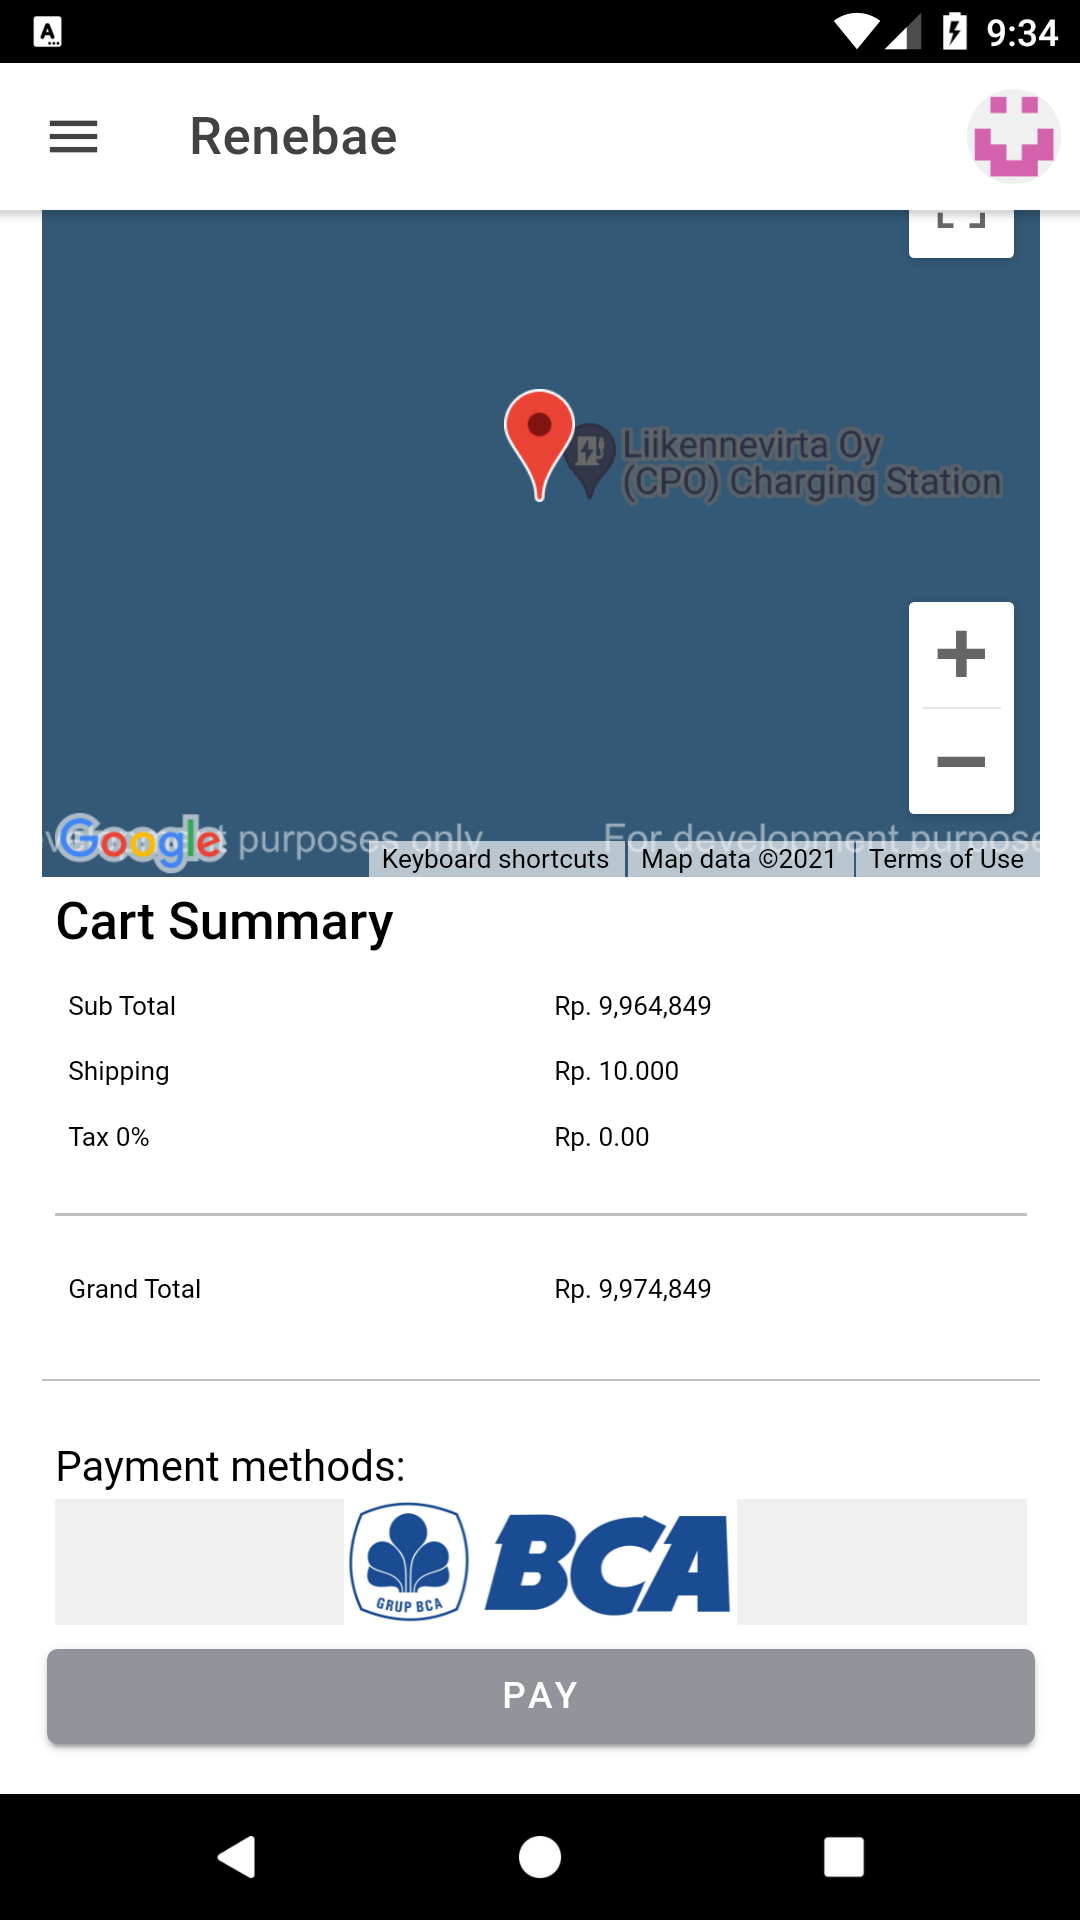 A
9:34
Renebae
Liikennevirta Oy
(CPO) Charging Station
Google
purposes only
For development purpose
Keyboard shortcuts
Map data ©2021
Terms of Use
Cart Summary
Sub Total Rp. 9,964,849
Shipping Rp. 10.000
Tax 0% Rp. 0.00
Grand Total Rp. 9,974,849
Payment methods:
GRUP BCA
BCA
PAY